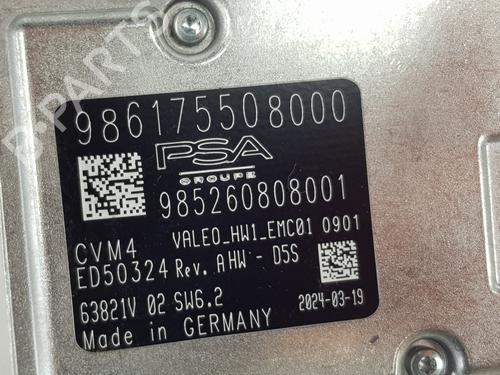 986175508000
PSA
GROUPE
985260808001
CVM4 VALEO_HW1_EMC01 0901
ED50324 Rev. A HW - D5S
63821V 02 SW6.2 2024-03-19
Made in GERMANY
B-PARTS